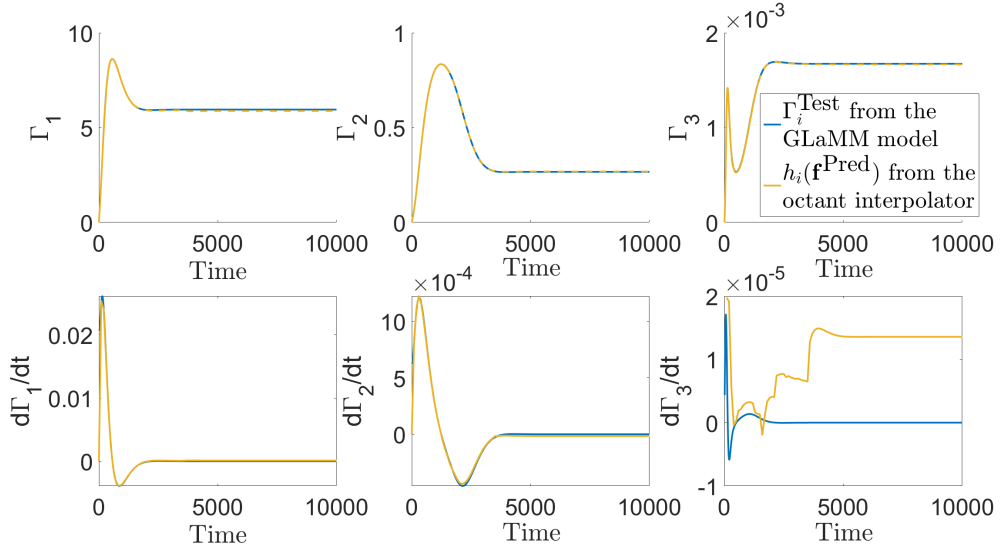 10
5
0
Γ1
0 5000 10000
Time
1
0.5
0
Γ2
0 5000 10000
Time
×10-3
2
1
0
Γ3
0 5000 10000
Time
ΓiTest from the
GLaMM model
hi(fPred) from the
octant interpolator
0.02
0.01
0
dΓ1/dt
0 5000 10000
Time
×10-4
10
5
0
dΓ2/dt
0 5000 10000
Time
×10-5
2
1
0
-1
dΓ3/dt
0 5000 10000
Time